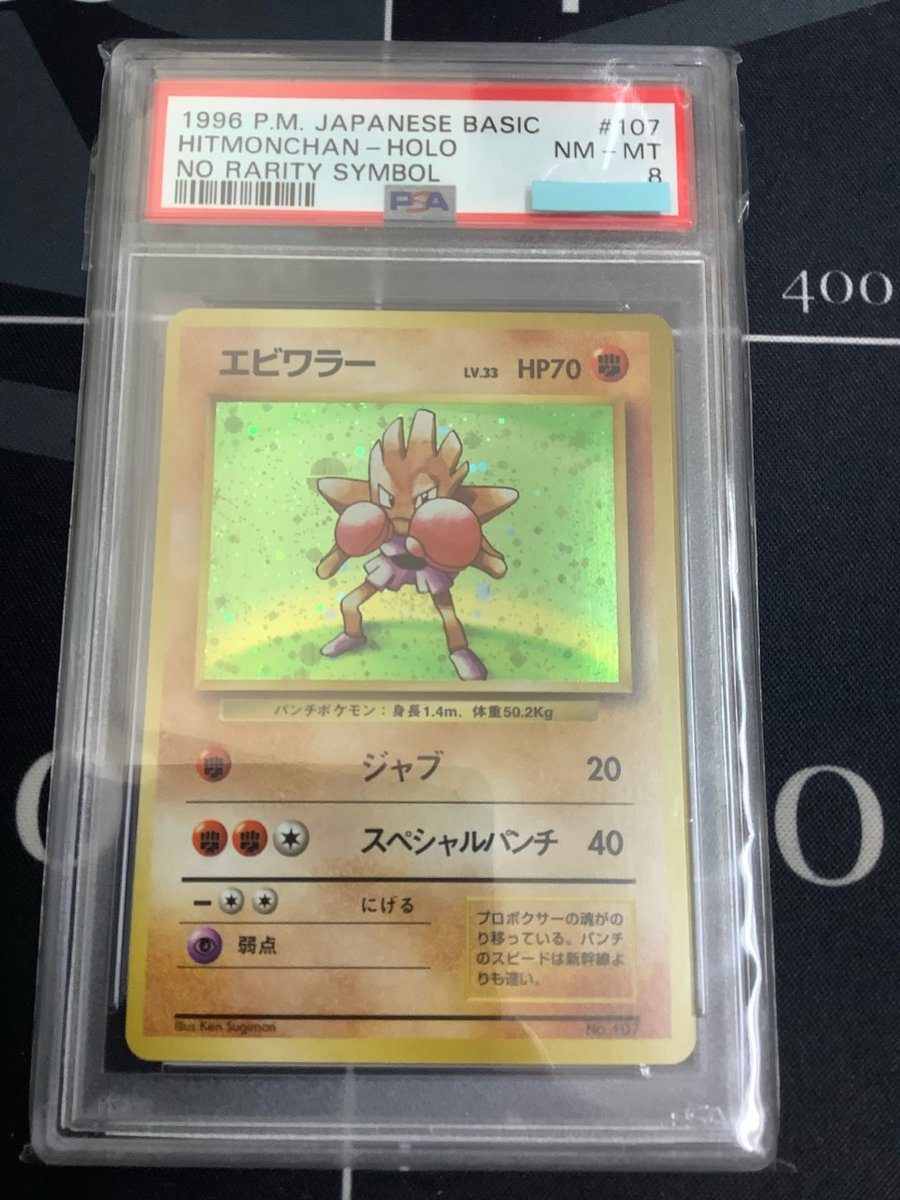 1996 P.M. JAPANESE BASIC #107
HITMONCHAN-HOLO NM-MT
NO RARITY SYMBOL 8
PSA
400
エビワラー LV.33 HP70
パンチポケモン:身長1.4m、体重50.2Kg
ジャブ 20
スペシャルパンチ 40
にげる
弱点
プロボクサーの魂がの
り移っている。パンチ
のスピードは新幹線よ
りも速い。
Illus. Ken Sugimori No. 107